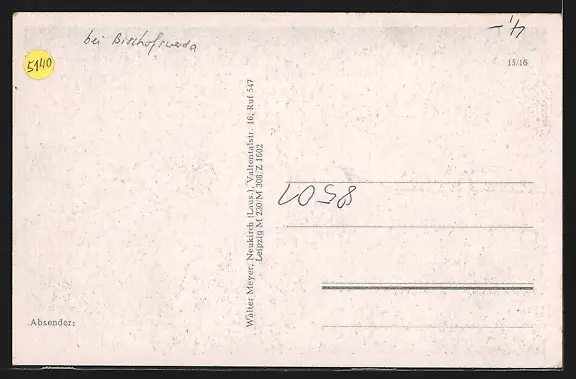 bei Bischofswerda
4,-
5140
15/16
Walter Meyer, Neukirch (Laus.), Valtentalstr. 16, Ruf 547
Leipzig M 230/M 308/Z 1602
8501
Absender: